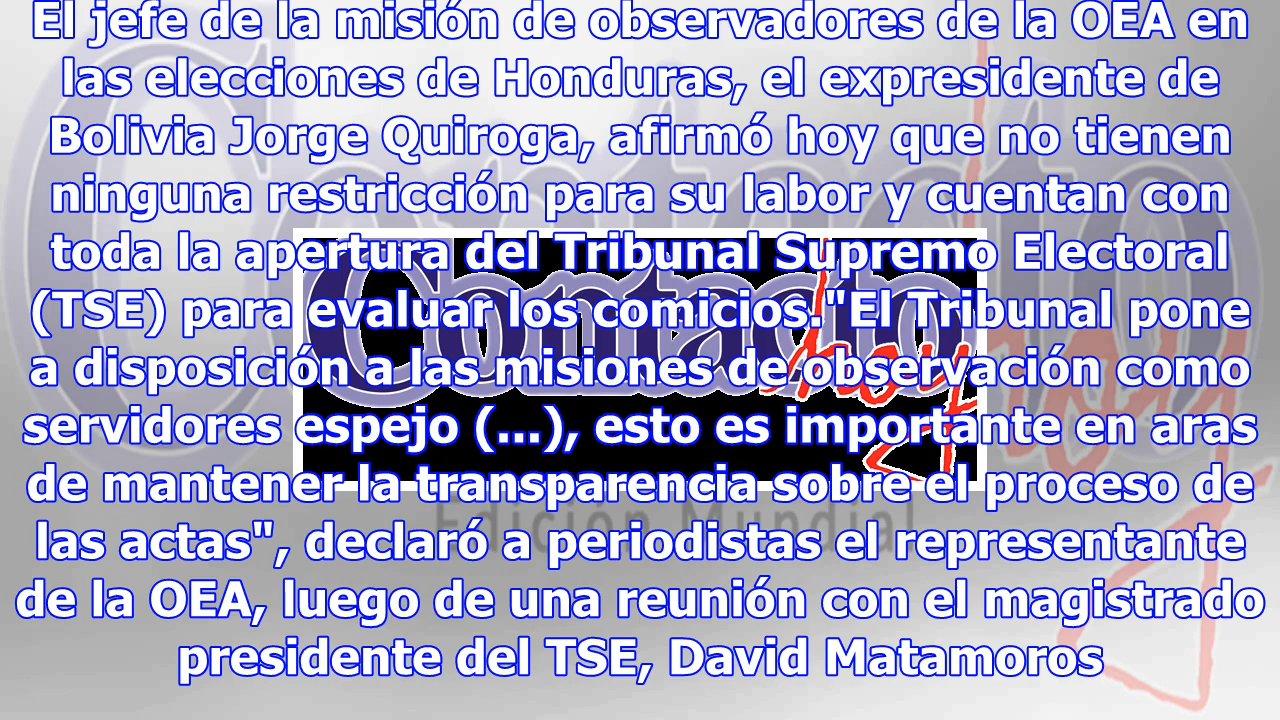 El jefe de la misión de observadores de la OEA en
las elecciones de Honduras, el expresidente de
Bolivia Jorge Quiroga, afirmó hoy que no tienen
ninguna restricción para su labor y cuentan con
toda la apertura del Tribunal Supremo Electoral
(TSE) para evaluar los comicios."El Tribunal pone
a disposición a las misiones de observación como
servidores espejo (...), esto es importante en aras
de mantener la transparencia sobre el proceso de
las actas", declaró a periodistas el representante
de la OEA, luego de una reunión con el magistrado
presidente del TSE, David Matamoros
Contacto
hoy
Edición Mundial